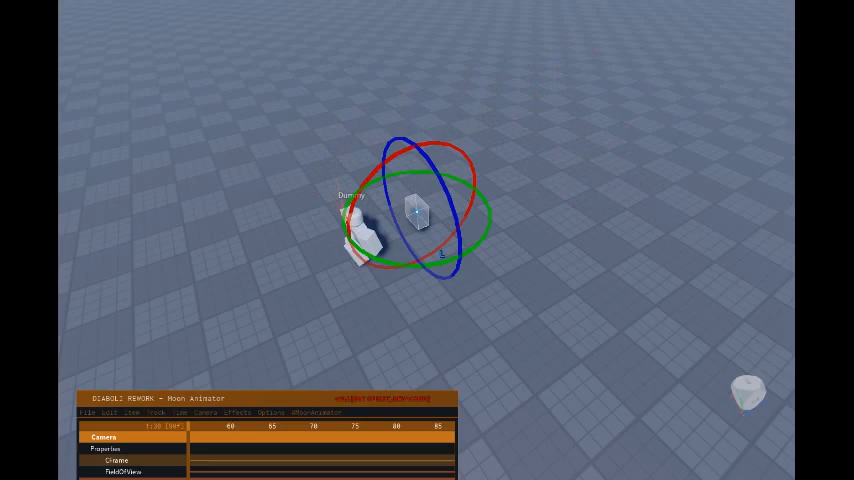 Dummy
L
DIABOLI REWORK - Moon Animator
File Edit Item Track Time Camera Effects Options #MoonAnimator
60 65 70 75 80 85
Camera
Properties
CFrame
FieldOfView